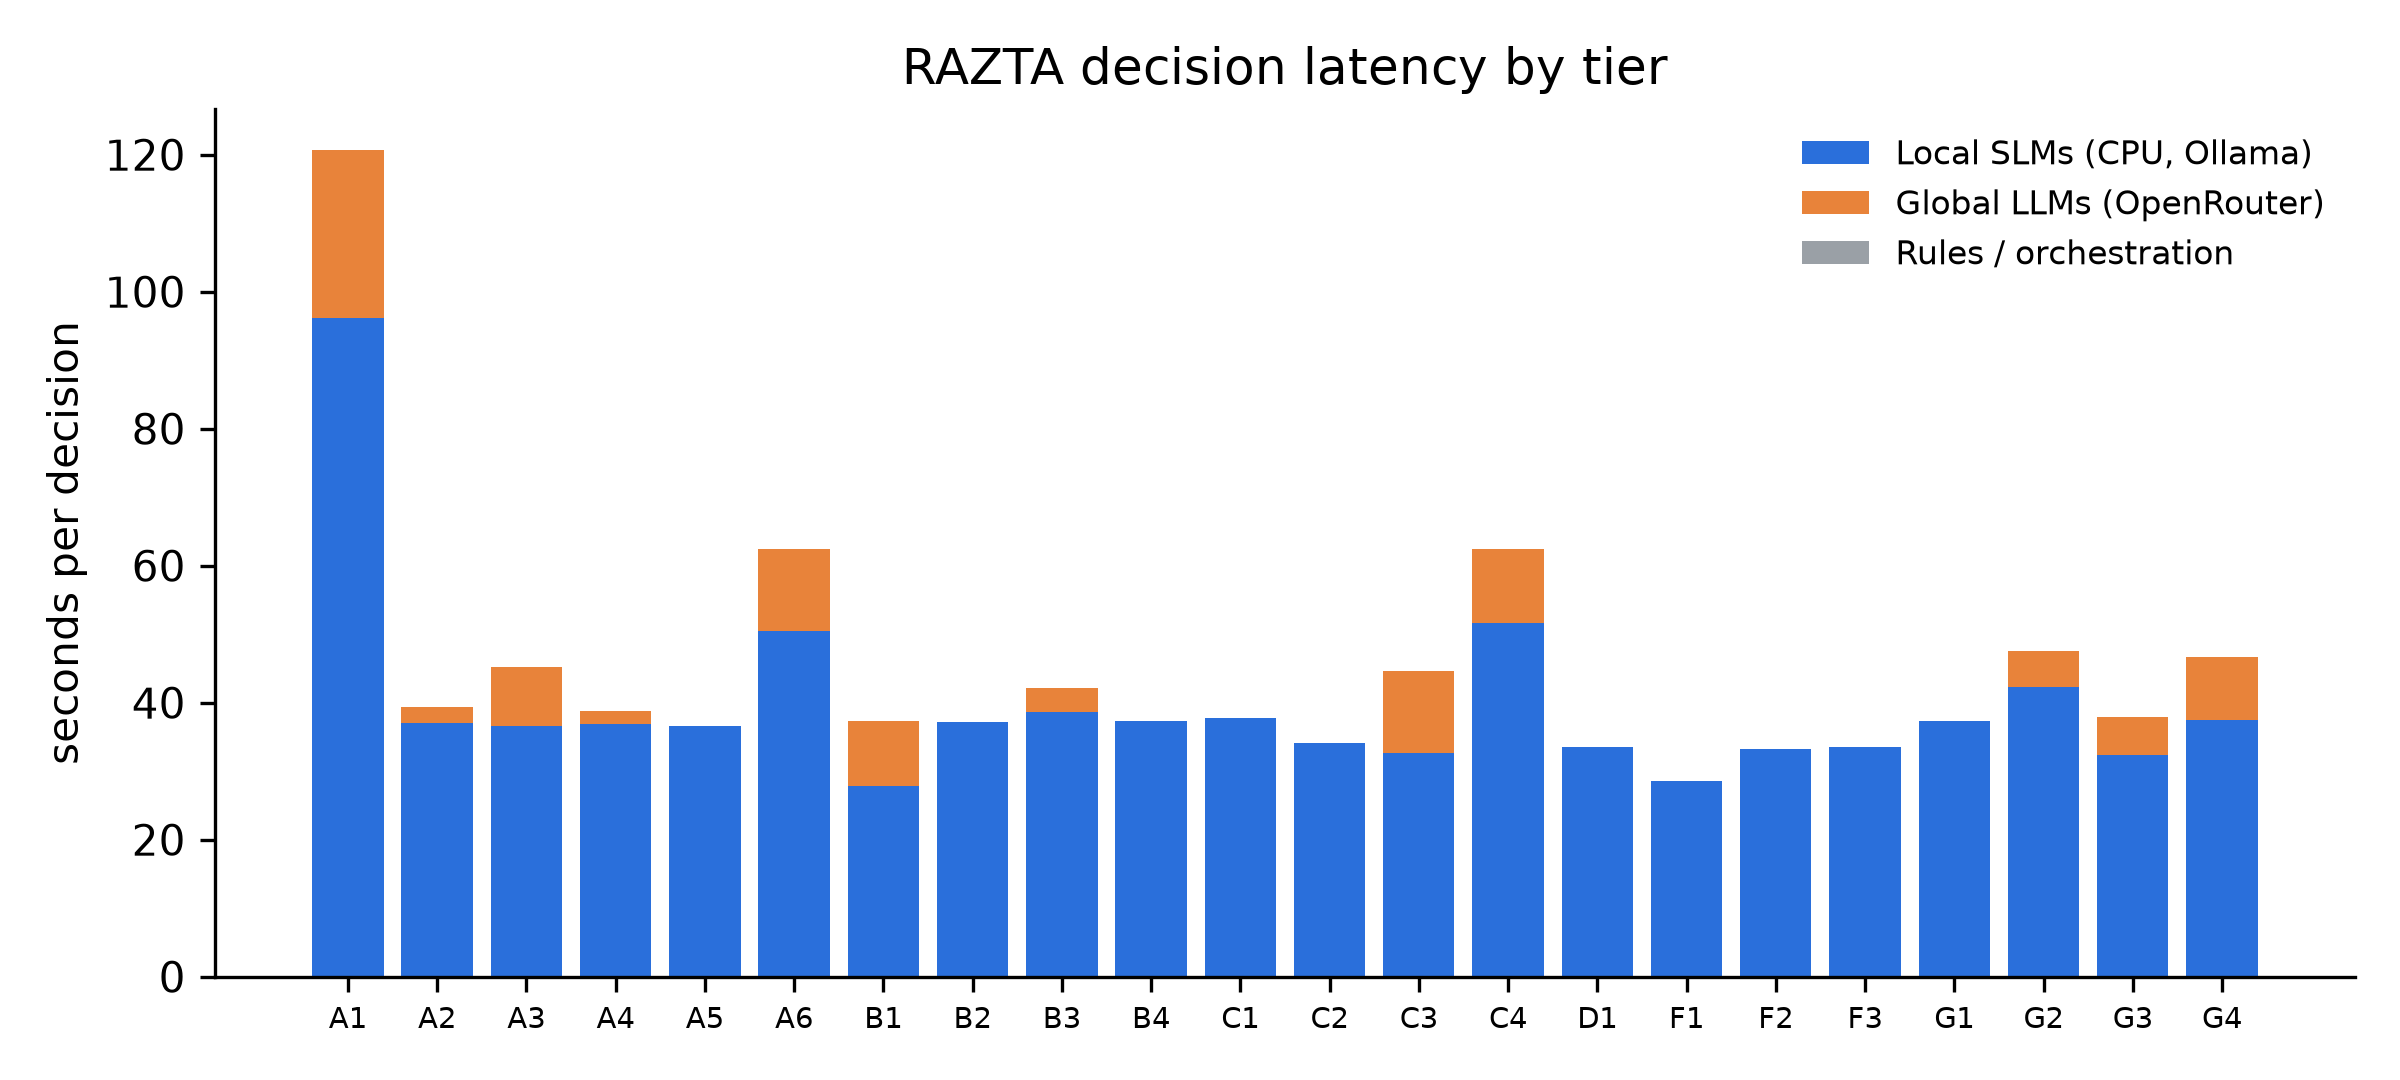 RAZTA decision latency by tier
Local SLMs (CPU, Ollama)
Global LLMs (OpenRouter)
Rules / orchestration
seconds per decision
120
100
80
60
40
20
0
A1 A2 A3 A4 A5 A6 B1 B2 B3 B4 C1 C2 C3 C4 D1 F1 F2 F3 G1 G2 G3 G4